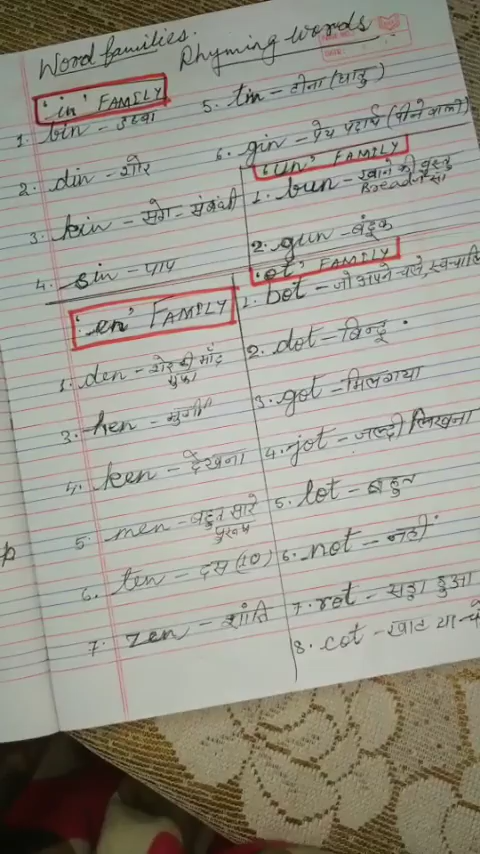 Word families. Rhyming words
'in' FAMILY
1. bin - डब्बा
2. din - शोर
3. kin - सगे - संबंधी
4. sin - पाप
5. tin - टीना (धातु)
6. gin - पेय पदार्थ (पीने वाला)
'un' FAMILY
1. bun - खाने की वस्तु
Bread जैसा
2. gun - बंदूक
'en' FAMILY
1. den - शेर की माँद
गुफा
3. hen - मुर्गी
4. ken - देखना
5. men - बहुत सारे
पुरुष
6. ten - दस (10)
7. zen - शांति
'ot' FAMILY
1. bot - जो अपने चले,
2. dot - बिन्दू .
3. got - मिल गया
4. jot - जल्दी लिखना
5. lot - बहुत
6. not - नहीं
7. rot - सड़ा हुआ
8. cot - खाट या